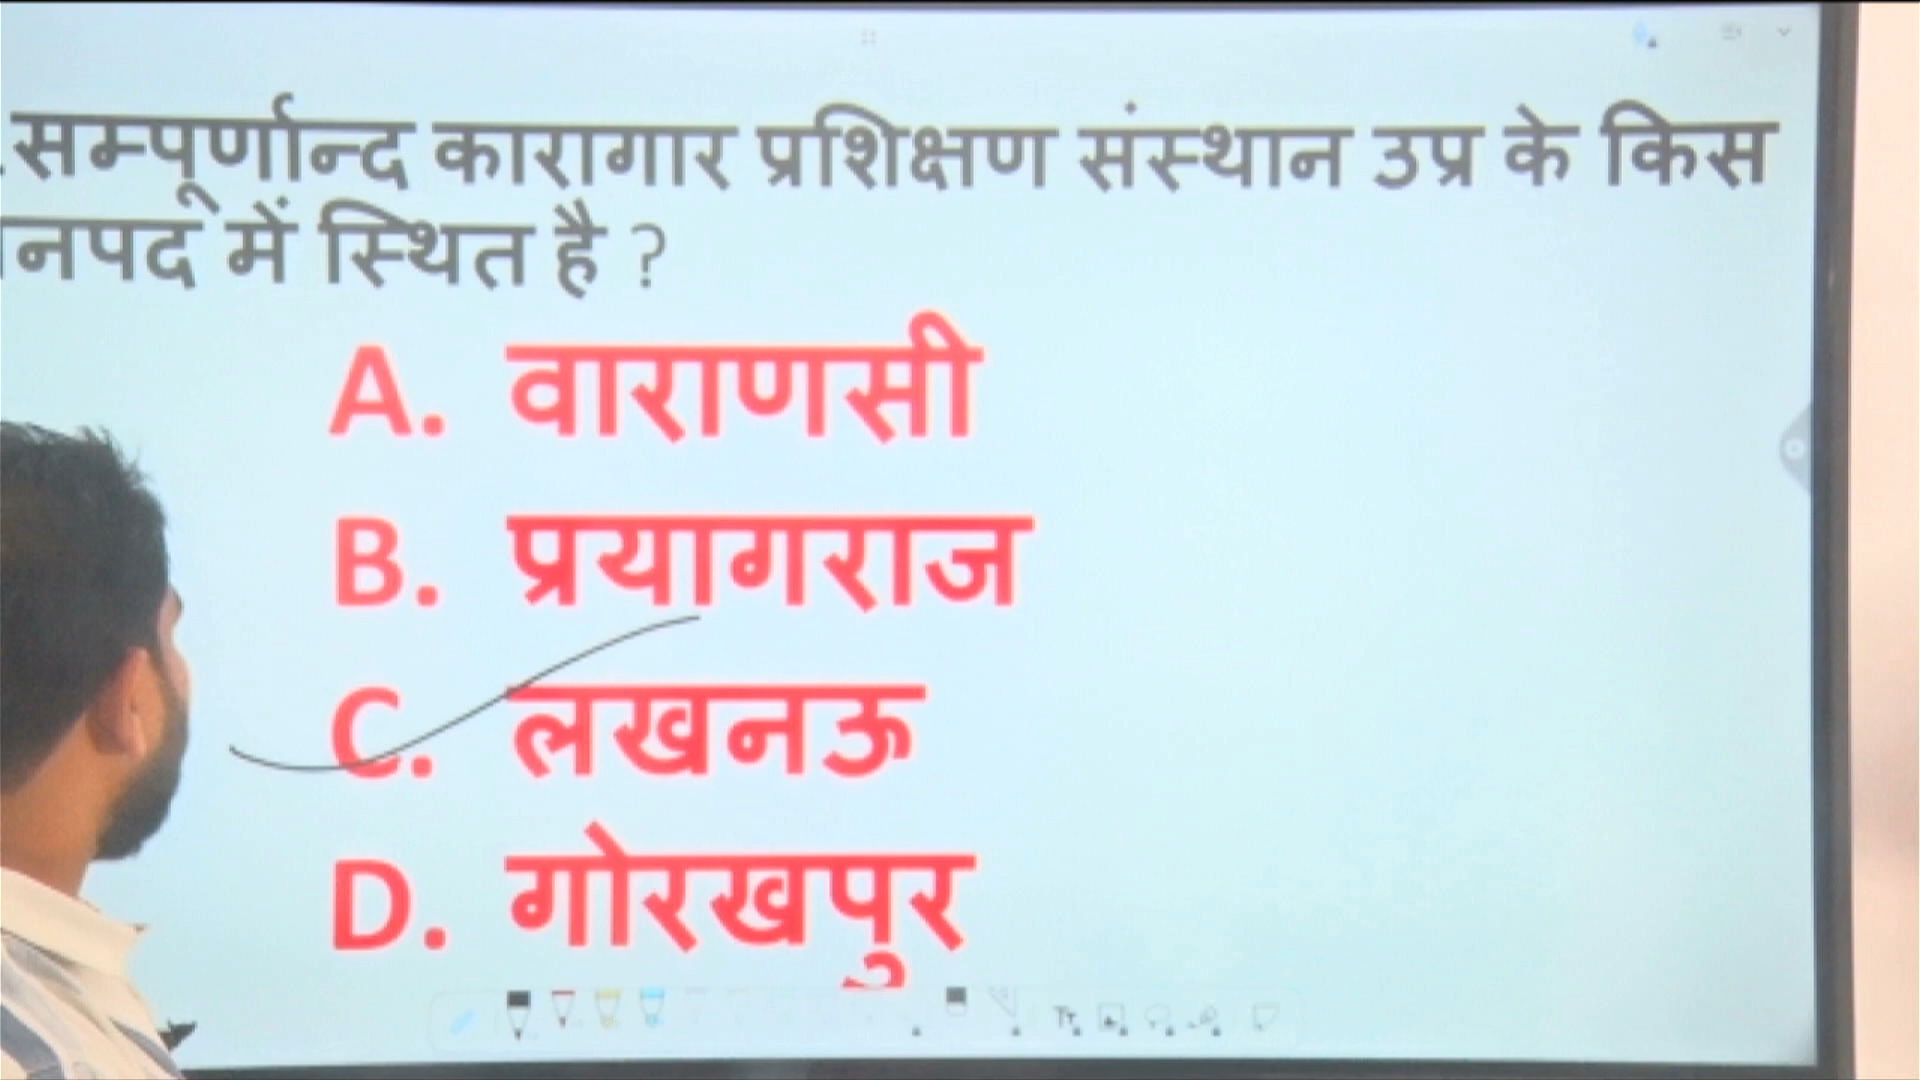 .सम्पूर्णान्द कारागार प्रशिक्षण संस्थान उप्र के किस
नपद में स्थित है ?
A. वाराणसी
B. प्रयागराज
C. लखनऊ
D. गोरखपुर